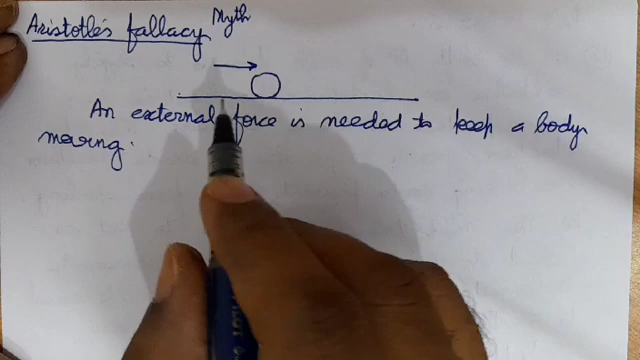 Aristotle's fallacy Myth
An external force is needed to keep a body
moving.